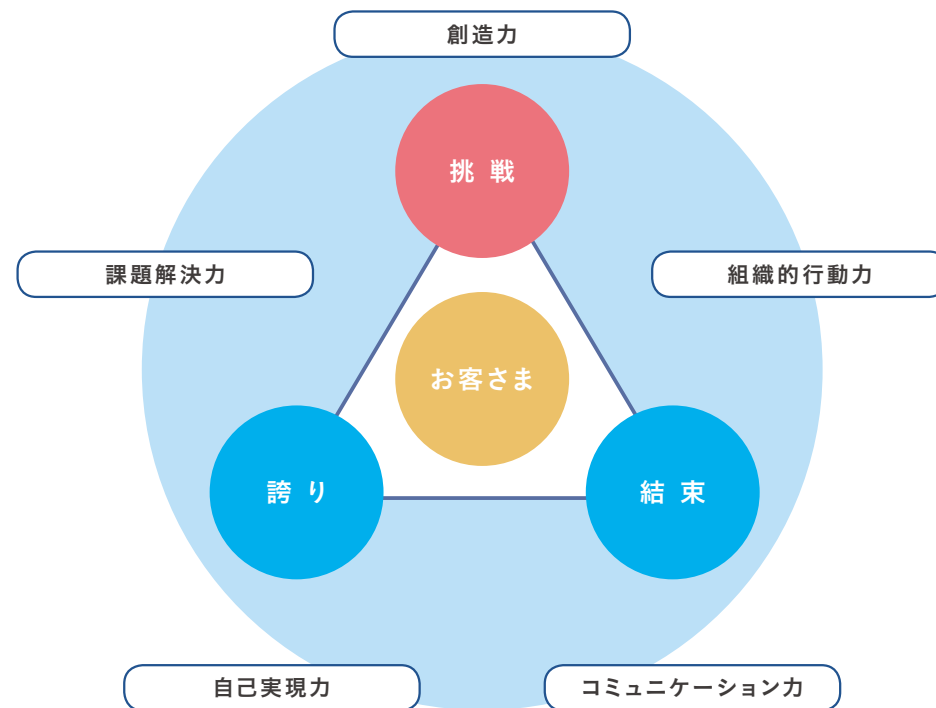 創造力
挑戦
課題解決力
組織的行動力
お客さま
誇り
結束
自己実現力
コミュニケーション力